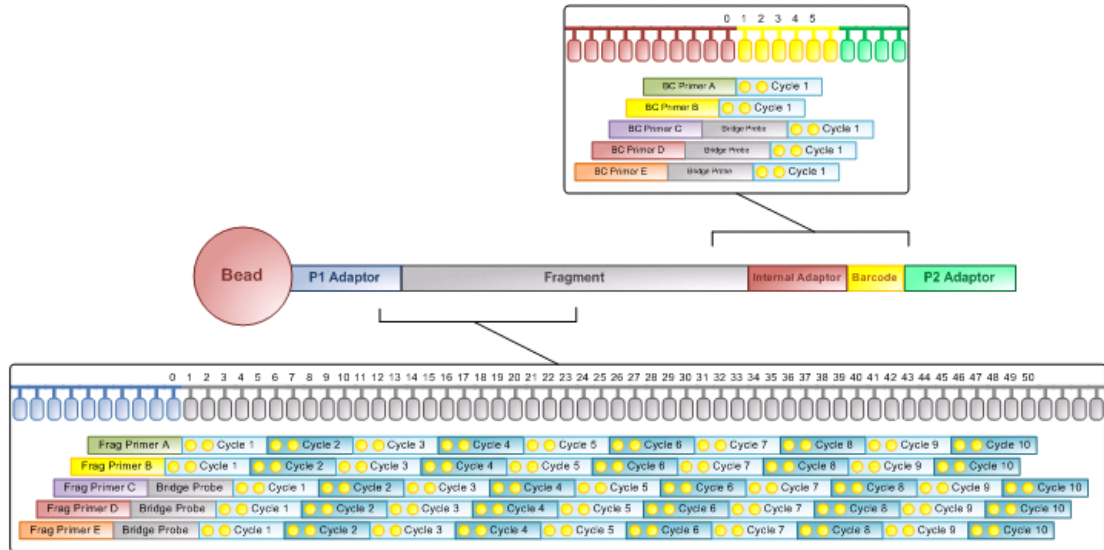 0 1 2 3 4 5
BC Primer A Cycle 1
BC Primer B Cycle 1
BC Primer C Bridge Probe Cycle 1
BC Primer D Bridge Probe Cycle 1
BC Primer E Bridge Probe Cycle 1
Bead P1 Adaptor Fragment Internal Adaptor Barcode P2 Adaptor
0 1 2 3 4 5 6 7 8 9 10 11 12 13 14 15 16 17 18 19 20 21 22 23 24 25 26 27 28 29 30 31 32 33 34 35 36 37 38 39 40 41 42 43 44 45 46 47 48 49 50
Frag Primer A Cycle 1 Cycle 2 Cycle 3 Cycle 4 Cycle 5 Cycle 6 Cycle 7 Cycle 8 Cycle 9 Cycle 10
Frag Primer B Cycle 1 Cycle 2 Cycle 3 Cycle 4 Cycle 5 Cycle 6 Cycle 7 Cycle 8 Cycle 9 Cycle 10
Frag Primer C Bridge Probe Cycle 1 Cycle 2 Cycle 3 Cycle 4 Cycle 5 Cycle 6 Cycle 7 Cycle 8 Cycle 9 Cycle 10
Frag Primer D Bridge Probe Cycle 1 Cycle 2 Cycle 3 Cycle 4 Cycle 5 Cycle 6 Cycle 7 Cycle 8 Cycle 9 Cycle 10
Frag Primer E Bridge Probe Cycle 1 Cycle 2 Cycle 3 Cycle 4 Cycle 5 Cycle 6 Cycle 7 Cycle 8 Cycle 9 Cycle 10